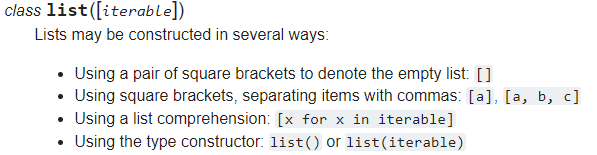 class list([iterable])
Lists may be constructed in several ways:
• Using a pair of square brackets to denote the empty list: []
• Using square brackets, separating items with commas: [a], [a, b, c]
• Using a list comprehension: [x for x in iterable]
• Using the type constructor: list() or list(iterable)